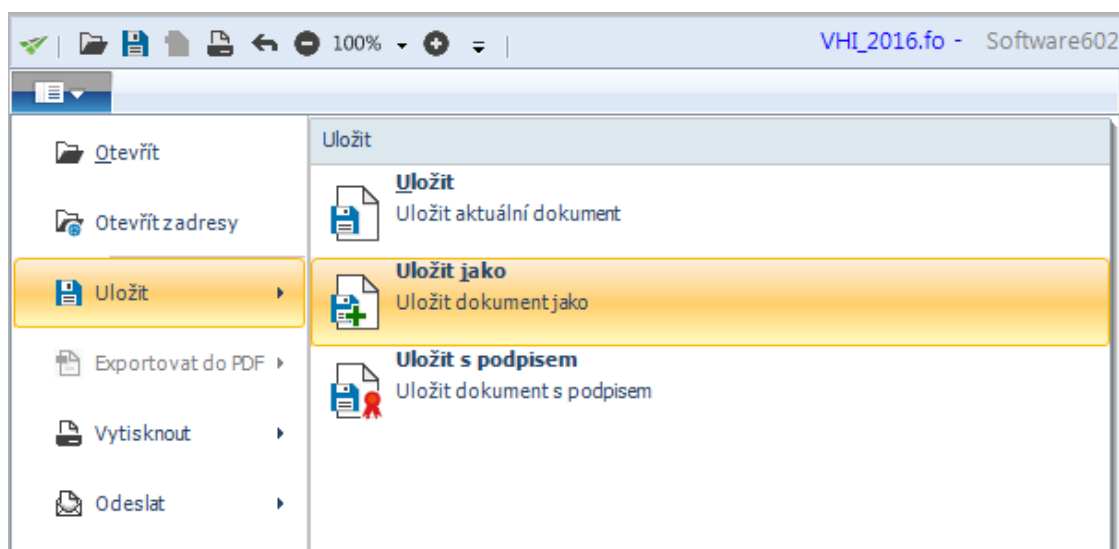 100%
VHI_2016.fo - Software602
Otevřít
Otevřít z adresy
Uložit
Exportovat do PDF
Vytisknout
Odeslat
Uložit
Uložit
Uložit aktuální dokument
Uložit jako
Uložit dokument jako
Uložit s podpisem
Uložit dokument s podpisem